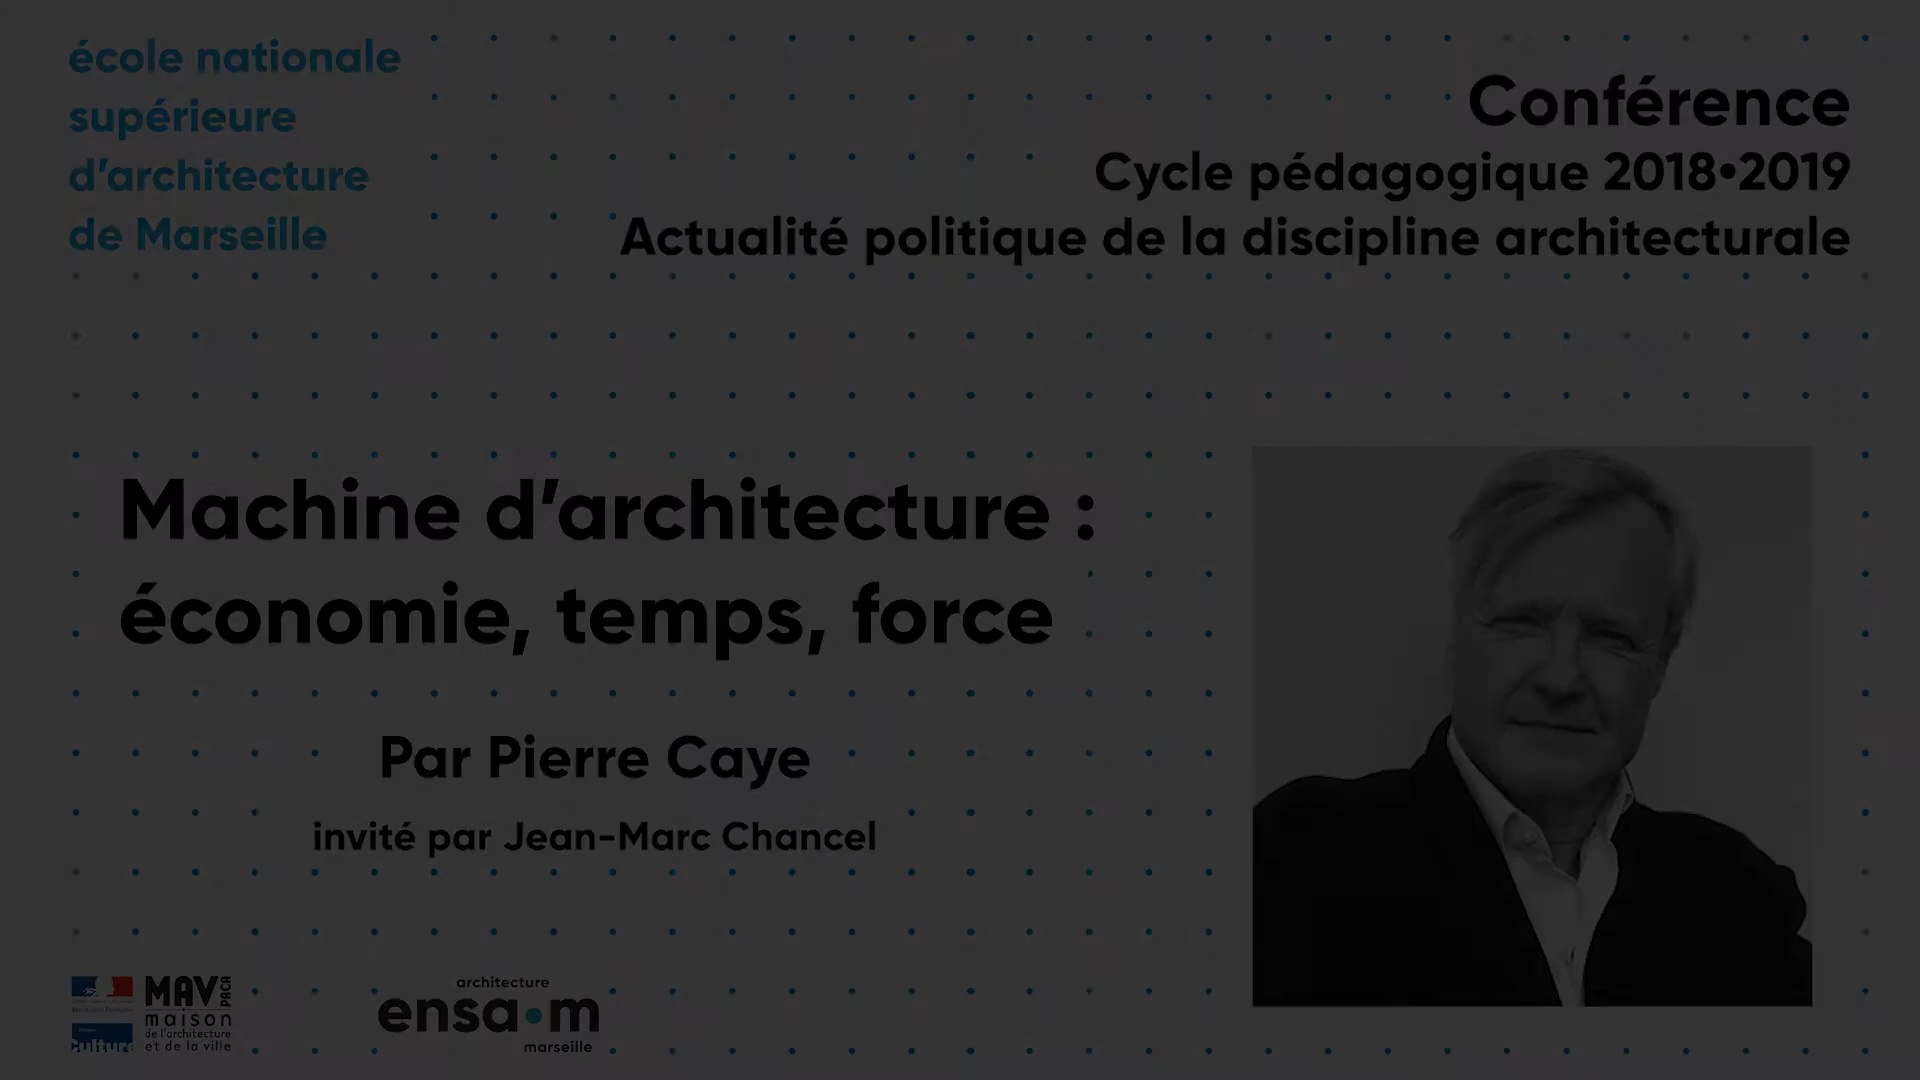 école nationale
supérieure
d’architecture
de Marseille
Conférence
Cycle pédagogique 2018•2019
Actualité politique de la discipline architecturale
Machine d’architecture :
économie, temps, force
Par Pierre Caye
invité par Jean-Marc Chancel
Culture
MAV
PACA
maison
de l'architecture
et de la ville
architecture
ensa•m
marseille